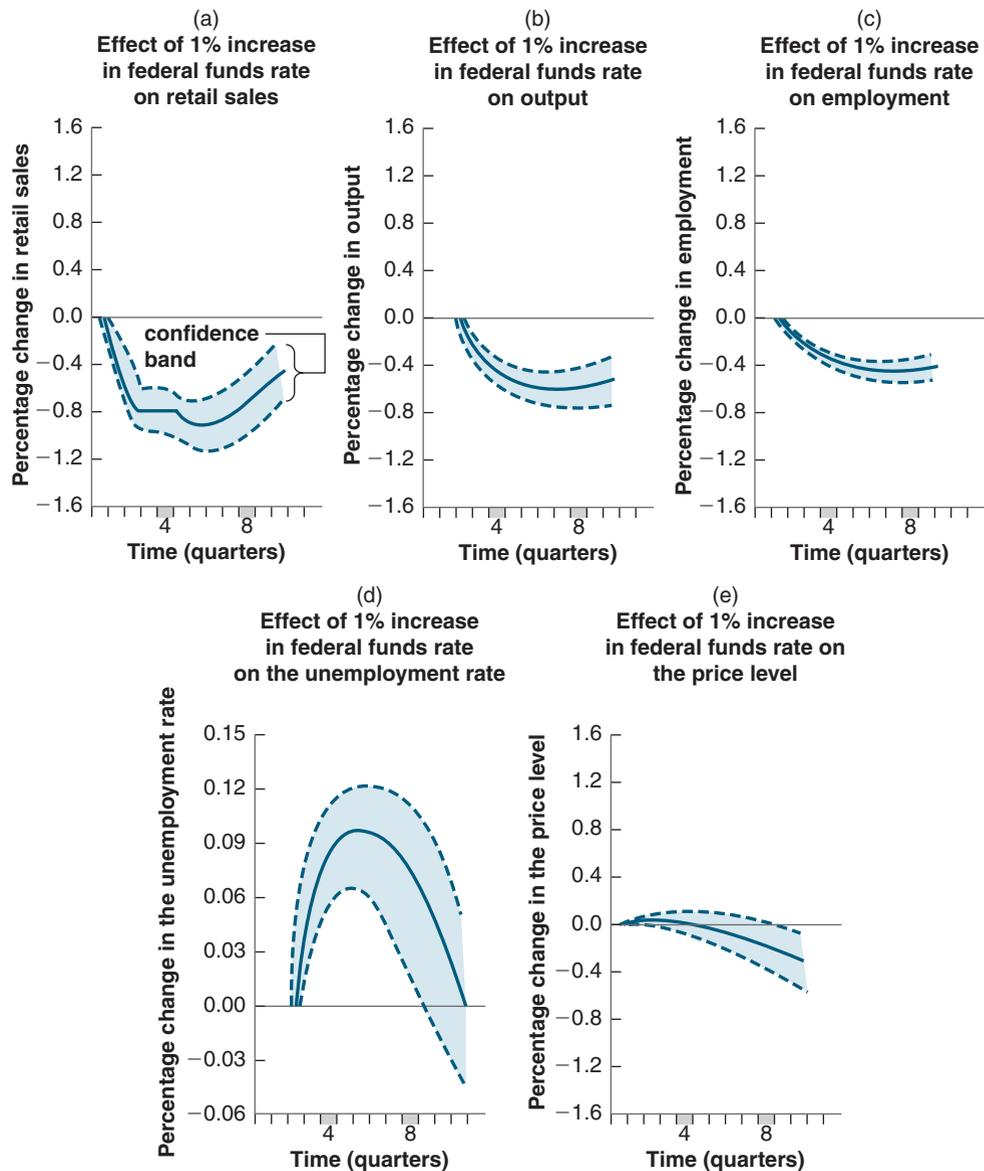 (a)
Effect of 1% increase
in federal funds rate
on retail sales
Percentage change in retail sales
1.6
1.2
0.8
0.4
0.0
−0.4
−0.8
−1.2
−1.6
confidence
band
4
8
Time (quarters)
(b)
Effect of 1% increase
in federal funds rate
on output
Percentage change in output
1.6
1.2
0.8
0.4
0.0
−0.4
−0.8
−1.2
−1.6
4
8
Time (quarters)
(c)
Effect of 1% increase
in federal funds rate
on employment
Percentage change in employment
1.6
1.2
0.8
0.4
0.0
−0.4
−0.8
−1.2
−1.6
4
8
Time (quarters)
(d)
Effect of 1% increase
in federal funds rate
on the unemployment rate
Percentage change in the unemployment rate
0.15
0.12
0.09
0.06
0.03
0.00
−0.03
−0.06
4
8
Time (quarters)
(e)
Effect of 1% increase
in federal funds rate on
the price level
Percentage change in the price level
1.6
1.2
0.8
0.4
0.0
−0.4
−0.8
−1.2
−1.6
4
8
Time (quarters)